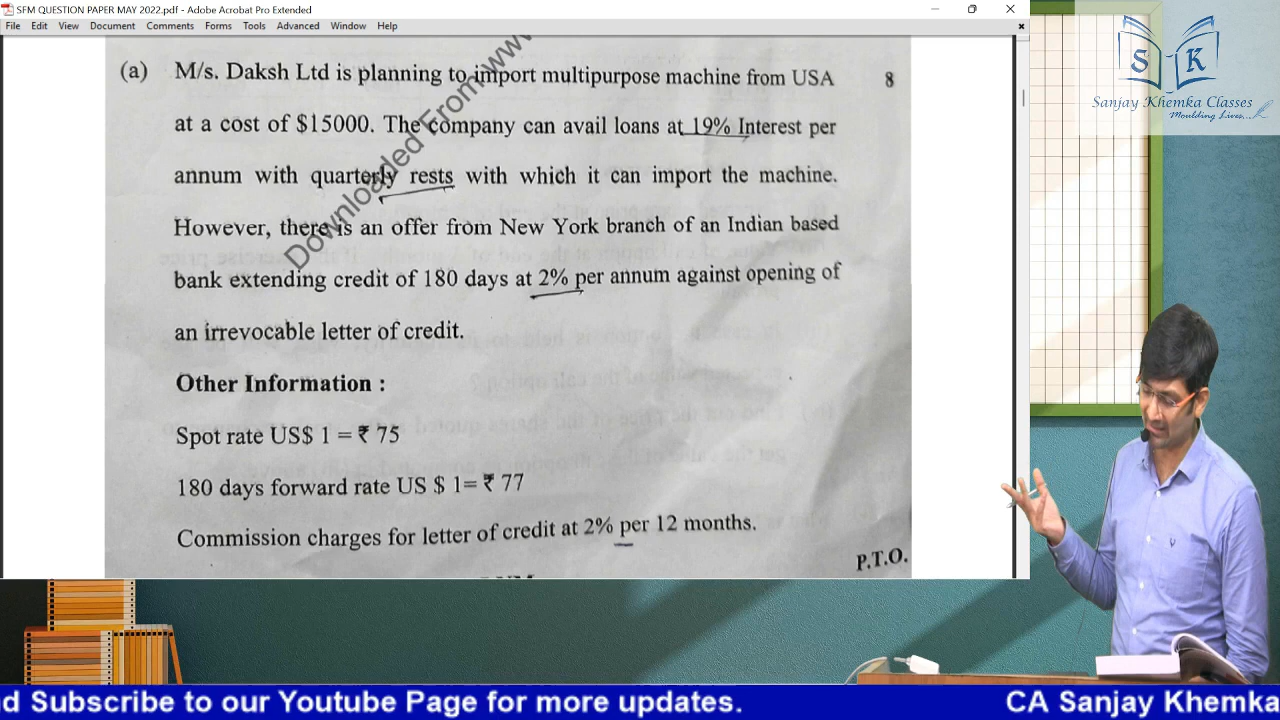 SFM QUESTION PAPER MAY 2022.pdf - Adobe Acrobat Pro Extended
File Edit View Document Comments Forms Tools Advanced Window Help
(a) M/s. Daksh Ltd is planning to import multipurpose machine from USA 8
at a cost of $15000. The company can avail loans at 19% Interest per
annum with quarterly rests with which it can import the machine.
However, there is an offer from New York branch of an Indian based
bank extending credit of 180 days at 2% per annum against opening of
an irrevocable letter of credit.
Other Information :
Spot rate US$ 1 = ₹ 75
180 days forward rate US $ 1= ₹ 77
Commission charges for letter of credit at 2% per 12 months.
P.T.O.
Downloaded From www
S K
Sanjay Khemka Classes
Moulding Lives...
d Subscribe to our Youtube Page for more updates. CA Sanjay Khemka